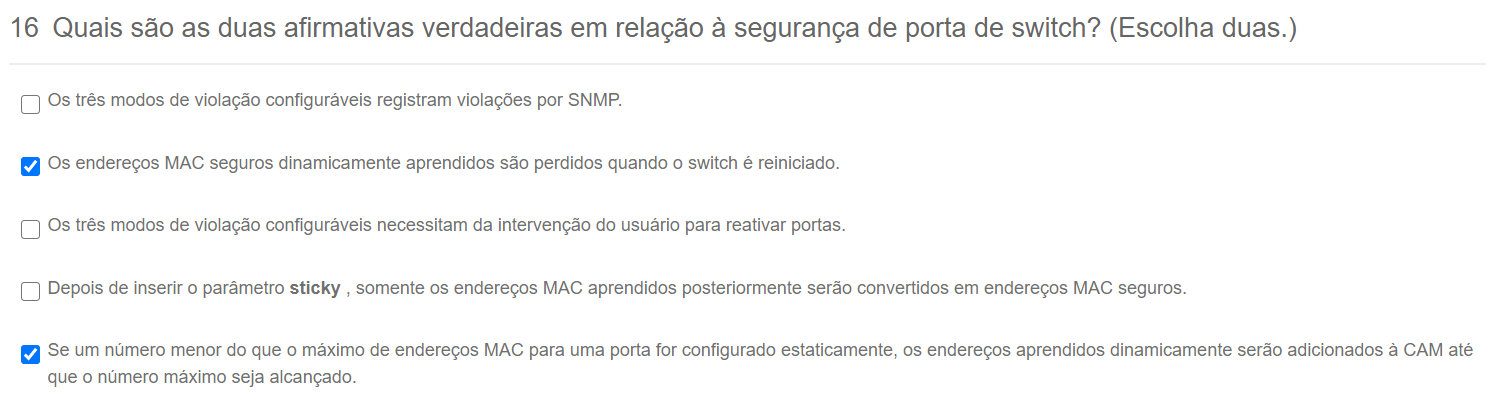 16 Quais são as duas afirmativas verdadeiras em relação à segurança de porta de switch? (Escolha duas.)
Os três modos de violação configuráveis registram violações por SNMP.
Os endereços MAC seguros dinamicamente aprendidos são perdidos quando o switch é reiniciado.
Os três modos de violação configuráveis necessitam da intervenção do usuário para reativar portas.
Depois de inserir o parâmetro sticky , somente os endereços MAC aprendidos posteriormente serão convertidos em endereços MAC seguros.
Se um número menor do que o máximo de endereços MAC para uma porta for configurado estaticamente, os endereços aprendidos dinamicamente serão adicionados à CAM até
que o número máximo seja alcançado.